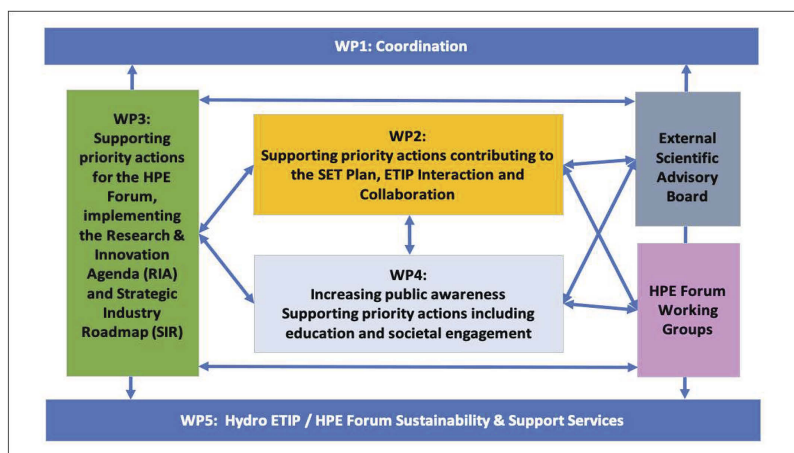 WP1: Coordination
WP3:
Supporting
priority actions
for the HPE
Forum,
implementing
the Research &
Innovation
Agenda (RIA)
and Strategic
Industry
Roadmap (SIR)
WP2:
Supporting priority actions contributing to
the SET Plan, ETIP Interaction and
Collaboration
WP4:
Increasing public awareness
Supporting priority actions including
education and societal engagement
External
Scientific
Advisory
Board
HPE Forum
Working
Groups
WP5: Hydro ETIP / HPE Forum Sustainability & Support Services